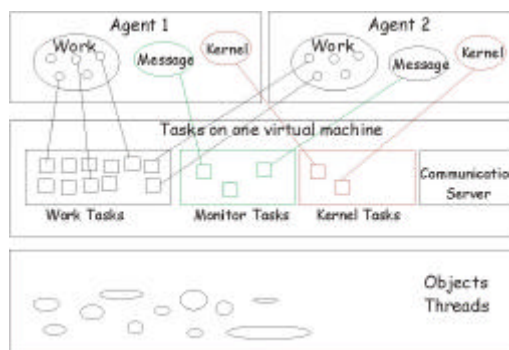 Agent 1
Work
Message
Kernel
Agent 2
Work
Message
Kernel
Tasks on one virtual machine
Work Tasks
Monitor Tasks
Kernel Tasks
Communication
Server
Objects
Threads